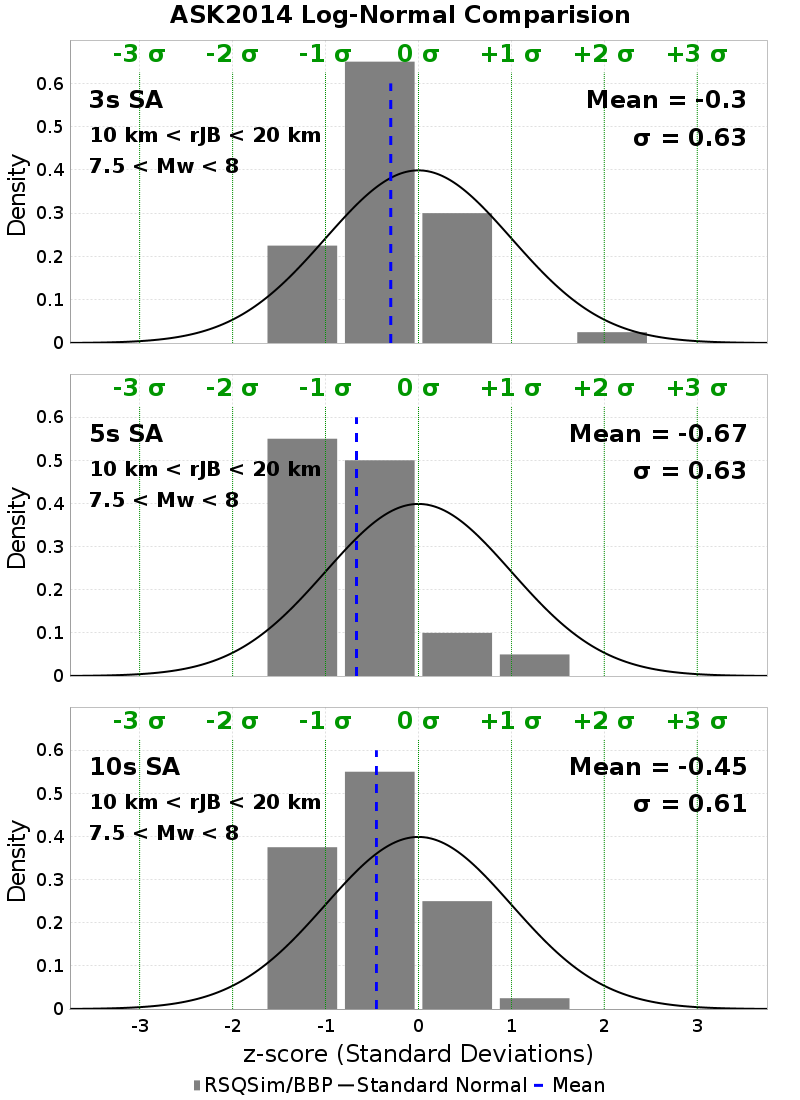 ASK2014 Log-Normal Comparision
-3 σ -2 σ -1 σ 0 σ +1 σ +2 σ +3 σ
0.6
3s SA Mean = -0.3
0.5
10 km < rJB < 20 km σ = 0.63
7.5 < Mw < 8
0.4
0.3
0.2
0.1
0
Density
-3 σ -2 σ -1 σ 0 σ +1 σ +2 σ +3 σ
0.6
5s SA Mean = -0.67
0.5
10 km < rJB < 20 km σ = 0.63
7.5 < Mw < 8
0.4
0.3
0.2
0.1
0
Density
-3 σ -2 σ -1 σ 0 σ +1 σ +2 σ +3 σ
0.6
10s SA Mean = -0.45
0.5
10 km < rJB < 20 km σ = 0.61
7.5 < Mw < 8
0.4
0.3
0.2
0.1
0
Density
-3 -2 -1 0 1 2 3
z-score (Standard Deviations)
RSQSim/BBP Standard Normal Mean